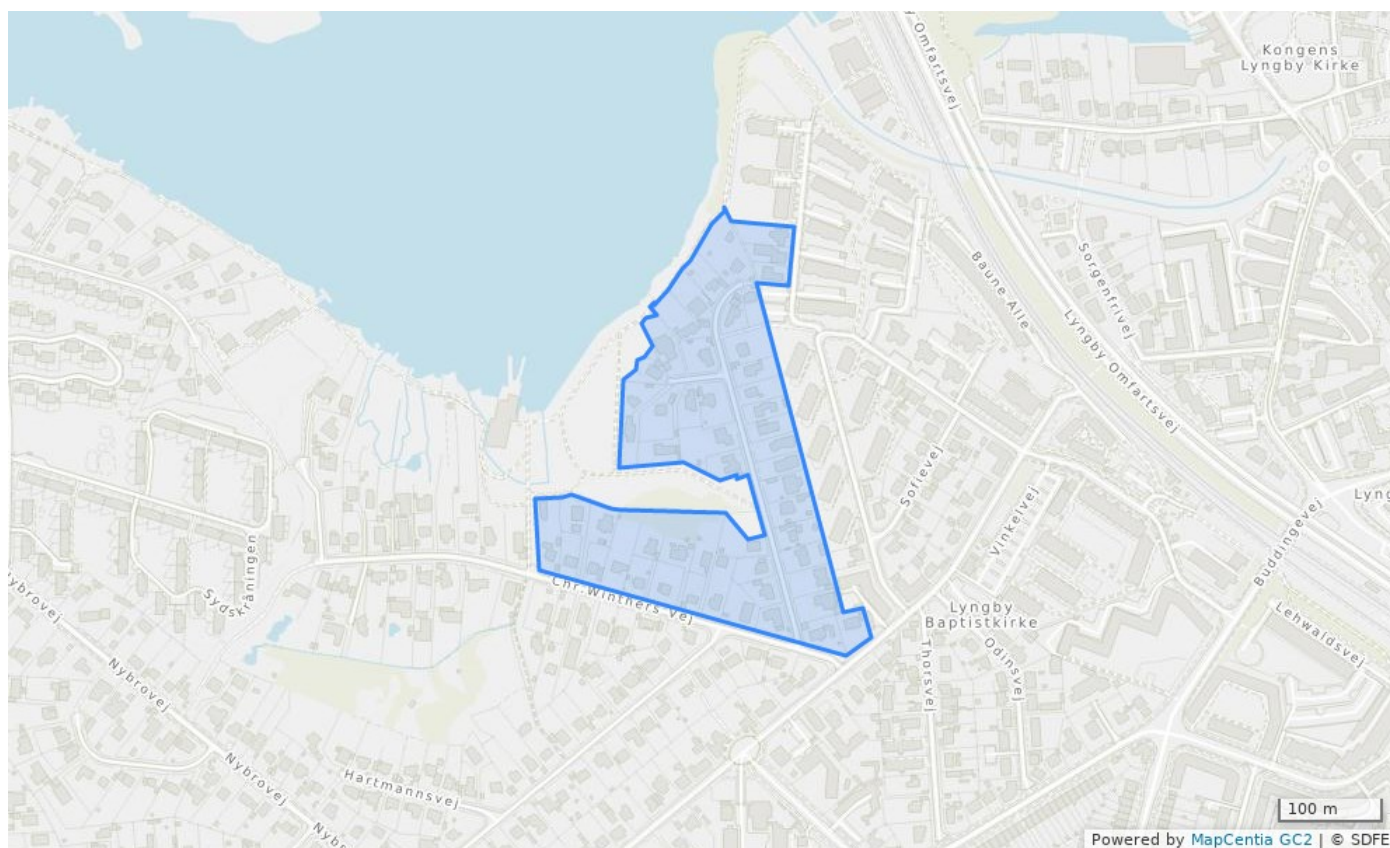 Omfartsvej
Kongens
Lyngby Kirke
Baune Alle
Sorgenfrivej
Lyngby Omfartsvej
Sofievej
Vinkelvej
Lyng
Buddingevej
Sydskråningen
Nybrovej
Chr.Winthers Vej
Lyngby
Baptistkirke
Lehwaldsvej
Thorsvej
Odinsvej
Nybrovej
Nybrovej
Hartmannsvej
100 m
Powered by MapCentia GC2 | © SDFE